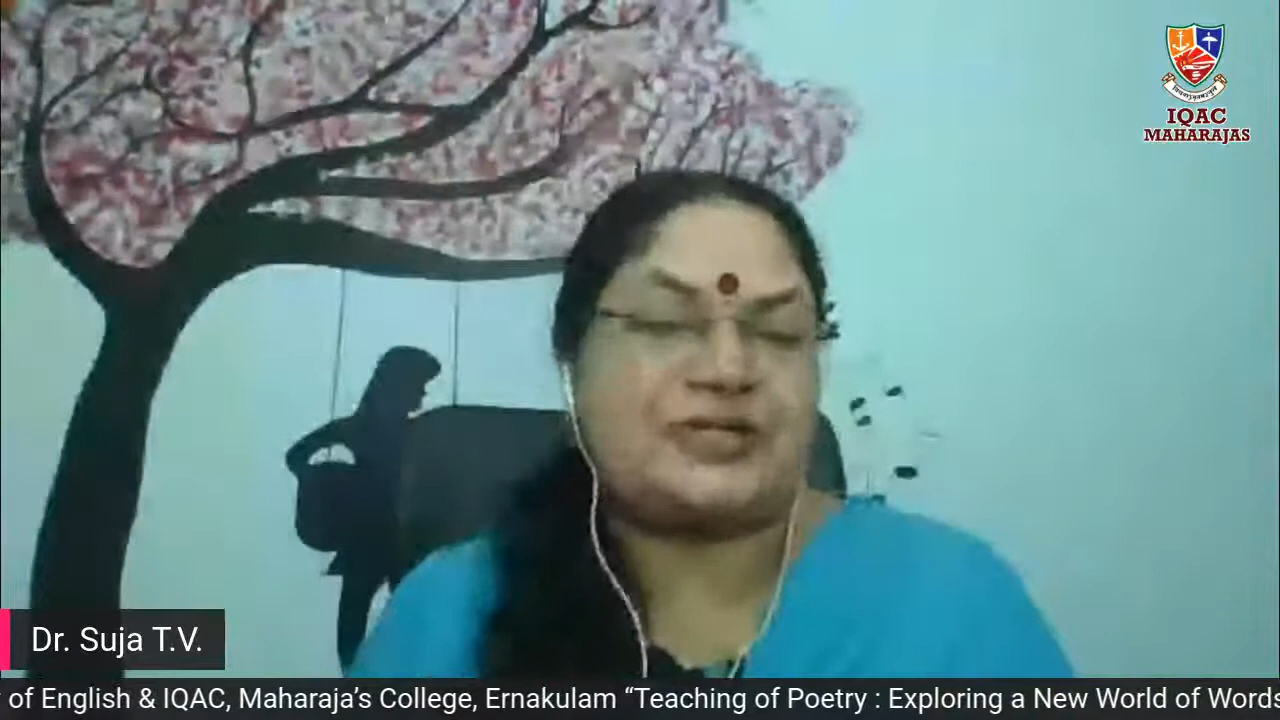 IQAC
MAHARAJAS
Dr. Suja T.V.
of English & IQAC, Maharaja’s College, Ernakulam “Teaching of Poetry : Exploring a New World of Words